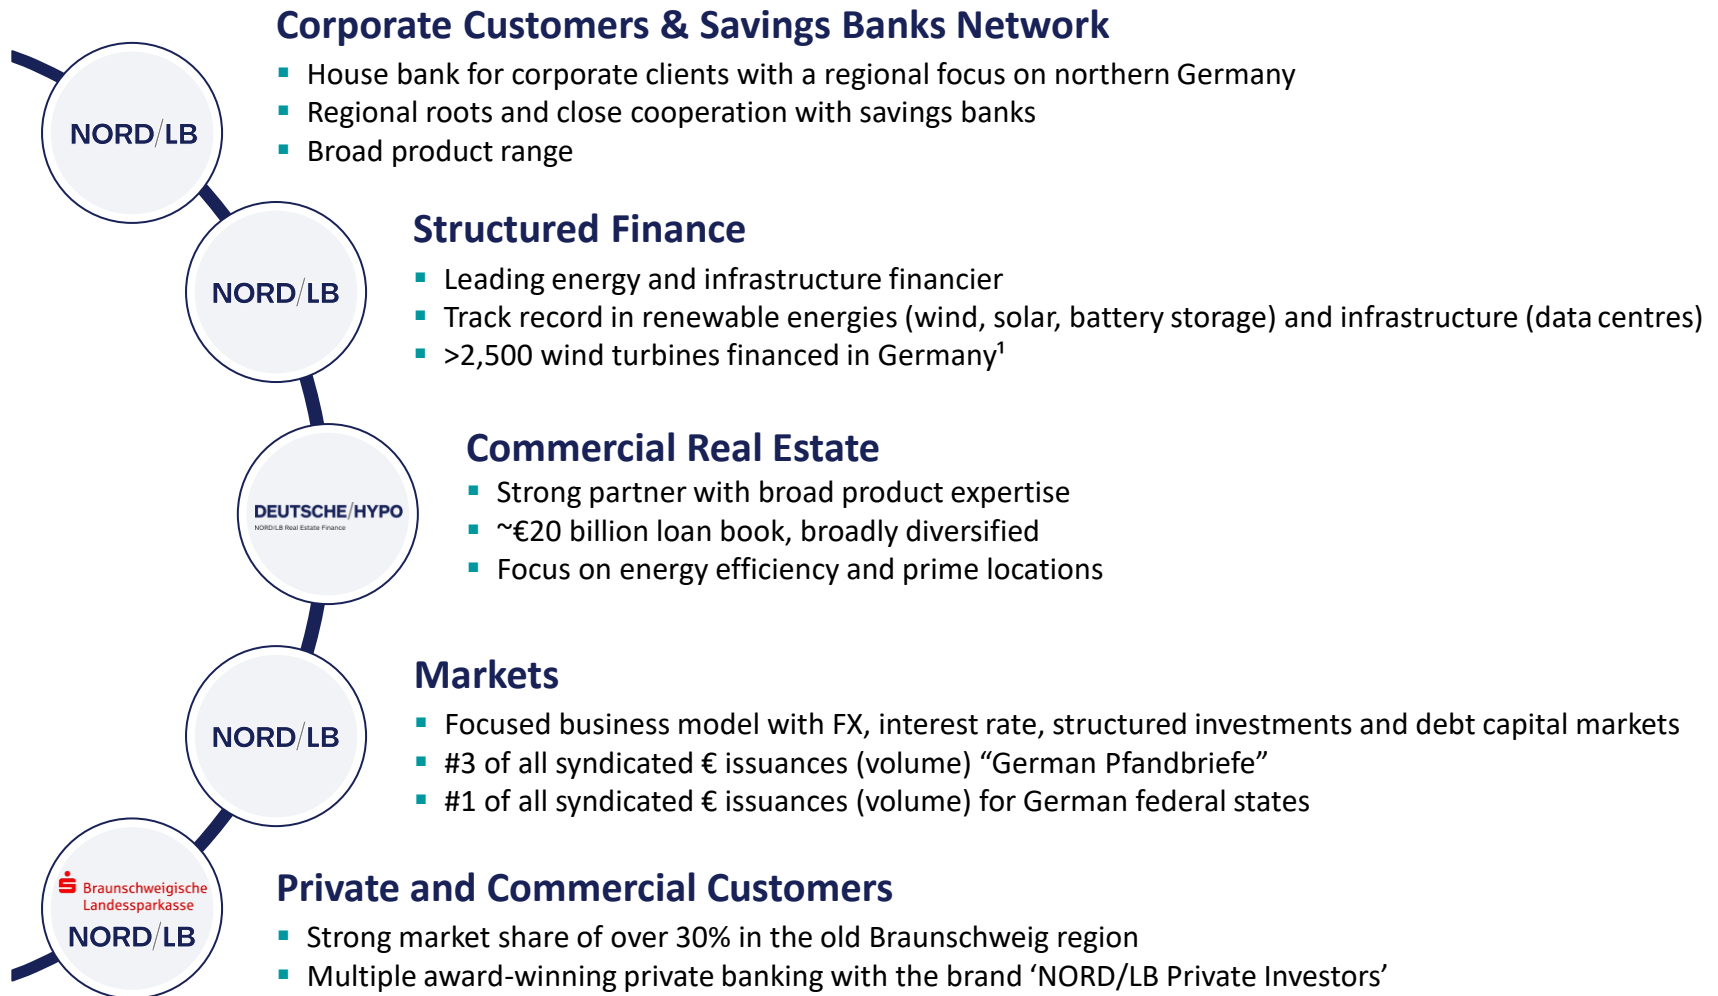 Corporate Customers & Savings Banks Network
▪ House bank for corporate clients with a regional focus on northern Germany
▪ Regional roots and close cooperation with savings banks
▪ Broad product range
NORD/LB
Structured Finance
▪ Leading energy and infrastructure financier
▪ Track record in renewable energies (wind, solar, battery storage) and infrastructure (data centres)
▪ >2,500 wind turbines financed in Germany¹
NORD/LB
Commercial Real Estate
▪ Strong partner with broad product expertise
▪ ~€20 billion loan book, broadly diversified
▪ Focus on energy efficiency and prime locations
DEUTSCHE/HYPO
NORD/LB Real Estate Finance
Markets
▪ Focused business model with FX, interest rate, structured investments and debt capital markets
▪ #3 of all syndicated € issuances (volume) “German Pfandbriefe”
▪ #1 of all syndicated € issuances (volume) for German federal states
NORD/LB
Private and Commercial Customers
▪ Strong market share of over 30% in the old Braunschweig region
▪ Multiple award-winning private banking with the brand ‘NORD/LB Private Investors’
Braunschweigische
Landessparkasse
NORD/LB